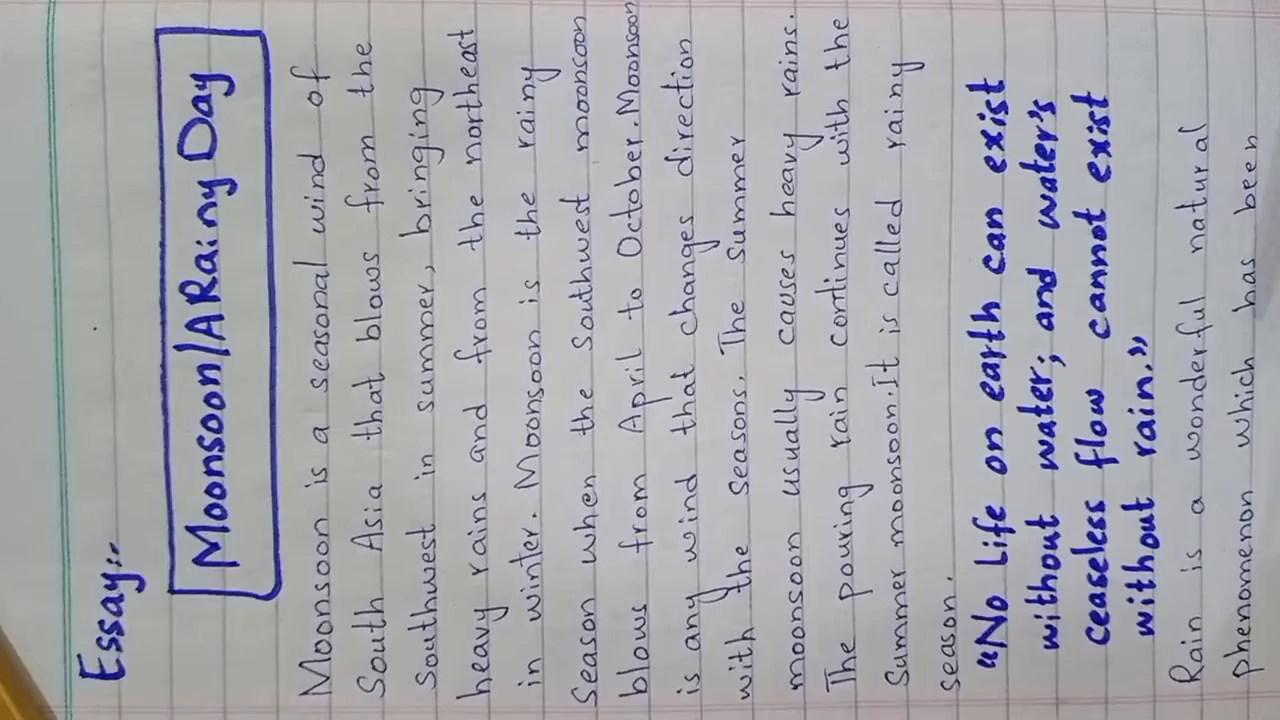 Essay:-
Moonsoon/A Rainy Day
Moonsoon is a seasonal wind of
South Asia that blows from the
Southwest in summer, bringing
heavy rains and from the northeast
in winter. Moonsoon is the rainy
Season when the Southwest moonsoon
blows from April to October. Moonsoon
is any wind that changes direction
with the seasons. The summer
moonsoon usually causes heavy rains.
The pouring rain continues with the
Summer moonsoon. It is called rainy
season.
“No Life on earth can exist
without water; and water's
ceaseless flow cannot exist
without rain.”
Rain is a wonderful natural
phenomenon which has been